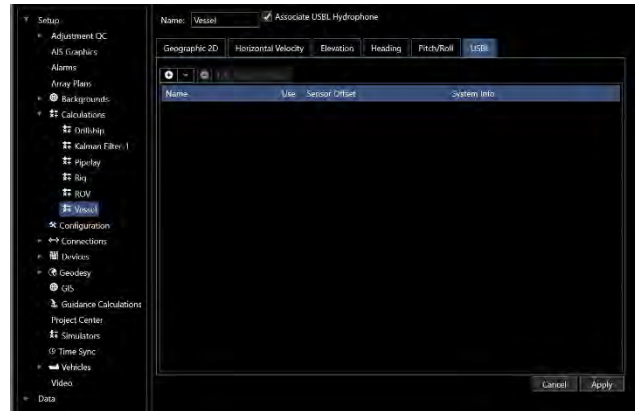 Setup
Adjustment QC
AIS Graphics
Alarms
Array Plans
Backgrounds
Calculations
Drillship
Kalman Filter-1
Pipelay
Rig
ROV
Vessel
Configuration
Connections
Devices
Geodesy
GIS
Guidance Calculations
Project Center
Simulators
Time Sync
Vehicles
Video
Data
Name: Vessel Associate USBL Hydrophone
Geographic 2D Horizontal Velocity Elevation Heading Pitch/Roll USBL
Name Use Sensor Offset System Info
Cancel Apply